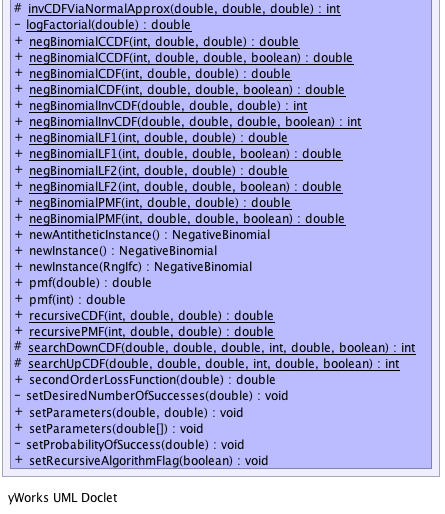 # invCDFViaNormalApprox(double, double, double) : int
- logFactorial(double) : double
+ negBinomialCCDF(int, double, double) : double
+ negBinomialCCDF(int, double, double, boolean) : double
+ negBinomialCDF(int, double, double) : double
+ negBinomialCDF(int, double, double, boolean) : double
+ negBinomialInvCDF(double, double, double) : int
+ negBinomialInvCDF(double, double, double, boolean) : int
+ negBinomialLF1(int, double, double) : double
+ negBinomialLF1(int, double, double, boolean) : double
+ negBinomialLF2(int, double, double) : double
+ negBinomialLF2(int, double, double, boolean) : double
+ negBinomialPMF(int, double, double) : double
+ negBinomialPMF(int, double, double, boolean) : double
+ newAntitheticInstance() : NegativeBinomial
+ newInstance() : NegativeBinomial
+ newInstance(RngIfc) : NegativeBinomial
+ pmf(double) : double
+ pmf(int) : double
+ recursiveCDF(int, double, double) : double
+ recursivePMF(int, double, double) : double
# searchDownCDF(double, double, double, int, double, boolean) : int
# searchUpCDF(double, double, double, int, double, boolean) : int
+ secondOrderLossFunction(double) : double
- setDesiredNumberOfSuccesses(double) : void
+ setParameters(double, double) : void
+ setParameters(double[]) : void
- setProbabilityOfSuccess(double) : void
+ setRecursiveAlgorithmFlag(boolean) : void
yWorks UML Doclet